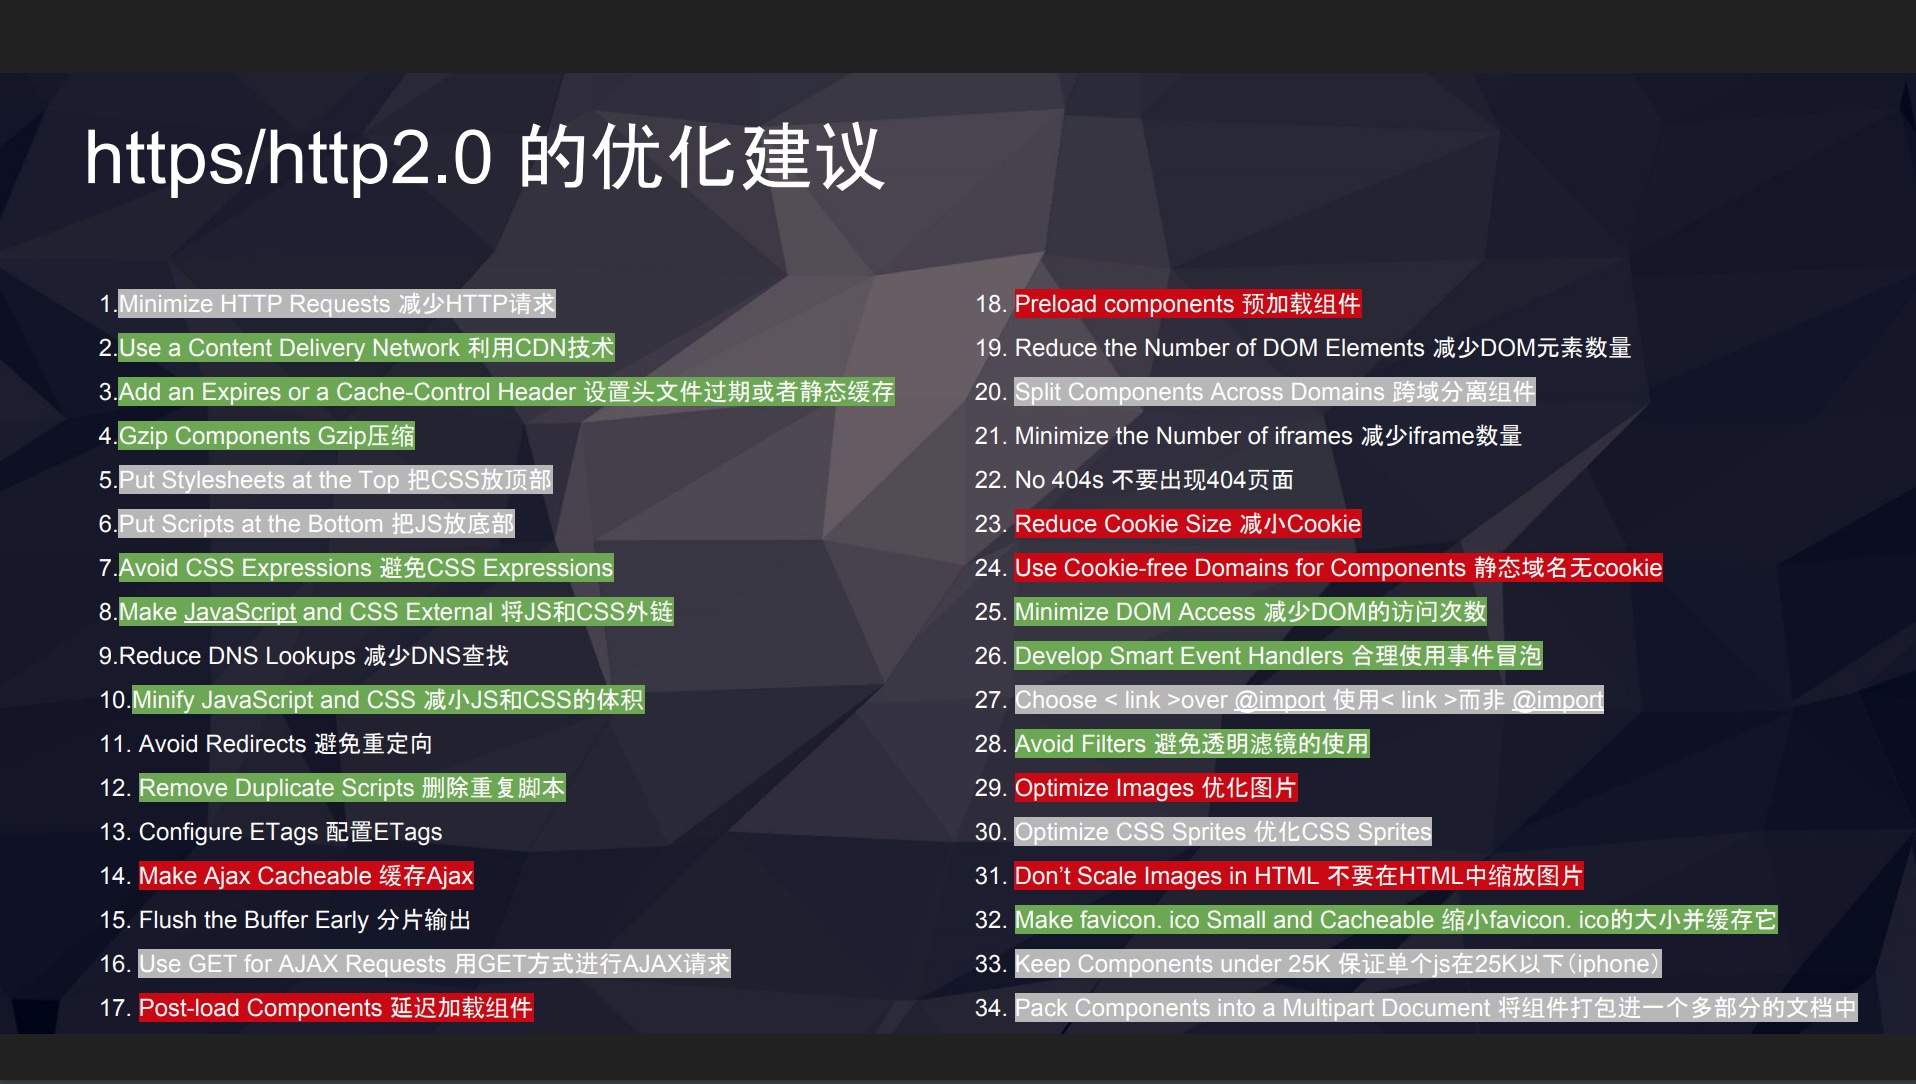 https/http2.0 的优化建议
1.Minimize HTTP Requests 减少HTTP请求
2.Use a Content Delivery Network 利用CDN技术
3.Add an Expires or a Cache-Control Header 设置头文件过期或者静态缓存
4.Gzip Components Gzip压缩
5.Put Stylesheets at the Top 把CSS放顶部
6.Put Scripts at the Bottom 把JS放底部
7.Avoid CSS Expressions 避免CSS Expressions
8.Make JavaScript and CSS External 将JS和CSS外链
9.Reduce DNS Lookups 减少DNS查找
10.Minify JavaScript and CSS 减小JS和CSS的体积
11. Avoid Redirects 避免重定向
12. Remove Duplicate Scripts 删除重复脚本
13. Configure ETags 配置ETags
14. Make Ajax Cacheable 缓存Ajax
15. Flush the Buffer Early 分片输出
16. Use GET for AJAX Requests 用GET方式进行AJAX请求
17. Post-load Components 延迟加载组件
18. Preload components 预加载组件
19. Reduce the Number of DOM Elements 减少DOM元素数量
20. Split Components Across Domains 跨域分离组件
21. Minimize the Number of iframes 减少iframe数量
22. No 404s 不要出现404页面
23. Reduce Cookie Size 减小Cookie
24. Use Cookie-free Domains for Components 静态域名无cookie
25. Minimize DOM Access 减少DOM的访问次数
26. Develop Smart Event Handlers 合理使用事件冒泡
27. Choose < link >over @import 使用< link >而非 @import
28. Avoid Filters 避免透明滤镜的使用
29. Optimize Images 优化图片
30. Optimize CSS Sprites 优化CSS Sprites
31. Don’t Scale Images in HTML 不要在HTML中缩放图片
32. Make favicon. ico Small and Cacheable 缩小favicon. ico的大小并缓存它
33. Keep Components under 25K 保证单个js在25K以下（iphone）
34. Pack Components into a Multipart Document 将组件打包进一个多部分的文档中